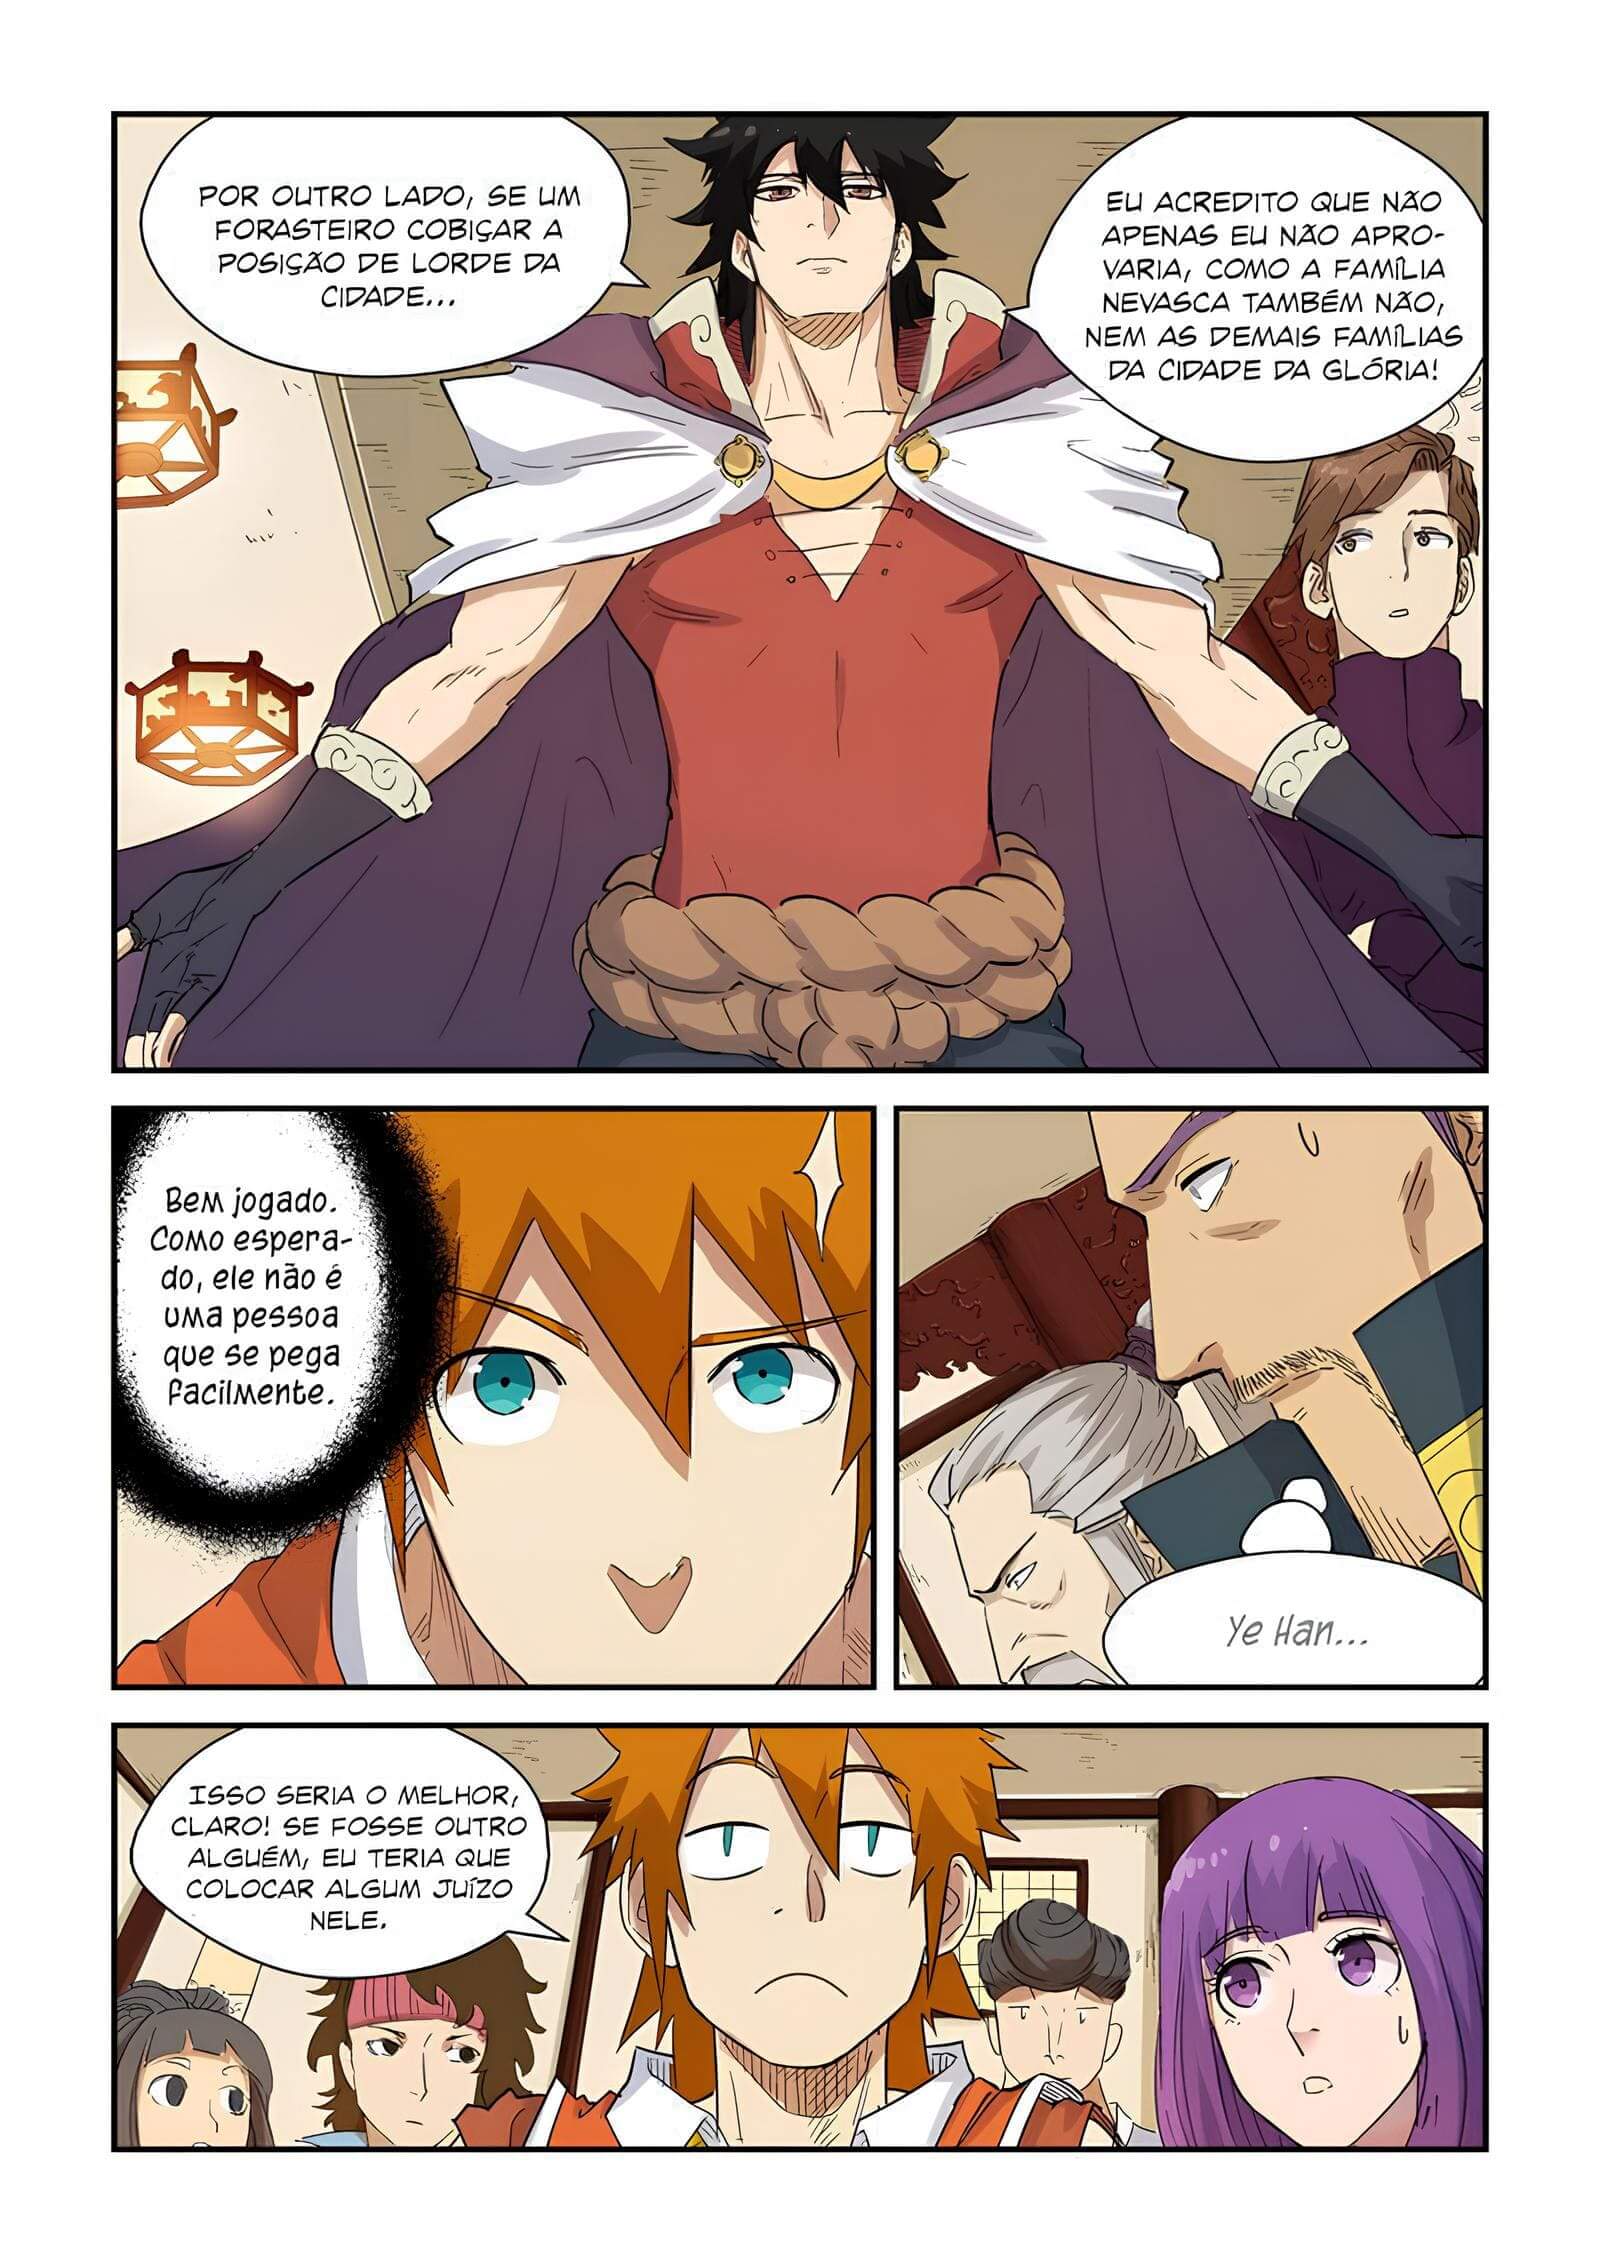 POR OUTRO LADO, SE UM
FORASTEIRO COBIÇAR A
POSIÇÃO DE LORDE DA
CIDADE...
EU ACREDITO QUE NÃO
APENAS EU NÃO APRO-
VARIA, COMO A FAMÍLIA
NEVASCA TAMBÉM NÃO,
NEM AS DEMAIS FAMÍLIAS
DA CIDADE DA GLÓRIA!
Bem jogado.
Como espera-
do, ele não é
uma pessoa
que se pega
facilmente.
Ye Han...
ISSO SERIA O MELHOR,
CLARO! SE FOSSE OUTRO
ALGUÉM, EU TERIA QUE
COLOCAR ALGUM JUÍZO
NELE.